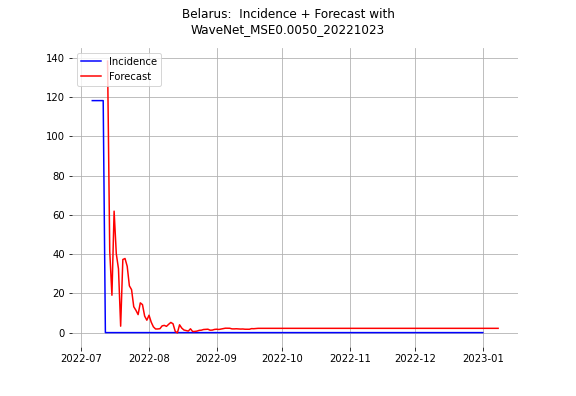 Belarus:  Incidence + Forecast with
WaveNet_MSE0.0050_20221023
Incidence
Forecast
140
120
100
80
60
40
20
0
2022-07 2022-08 2022-09 2022-10 2022-11 2022-12 2023-01